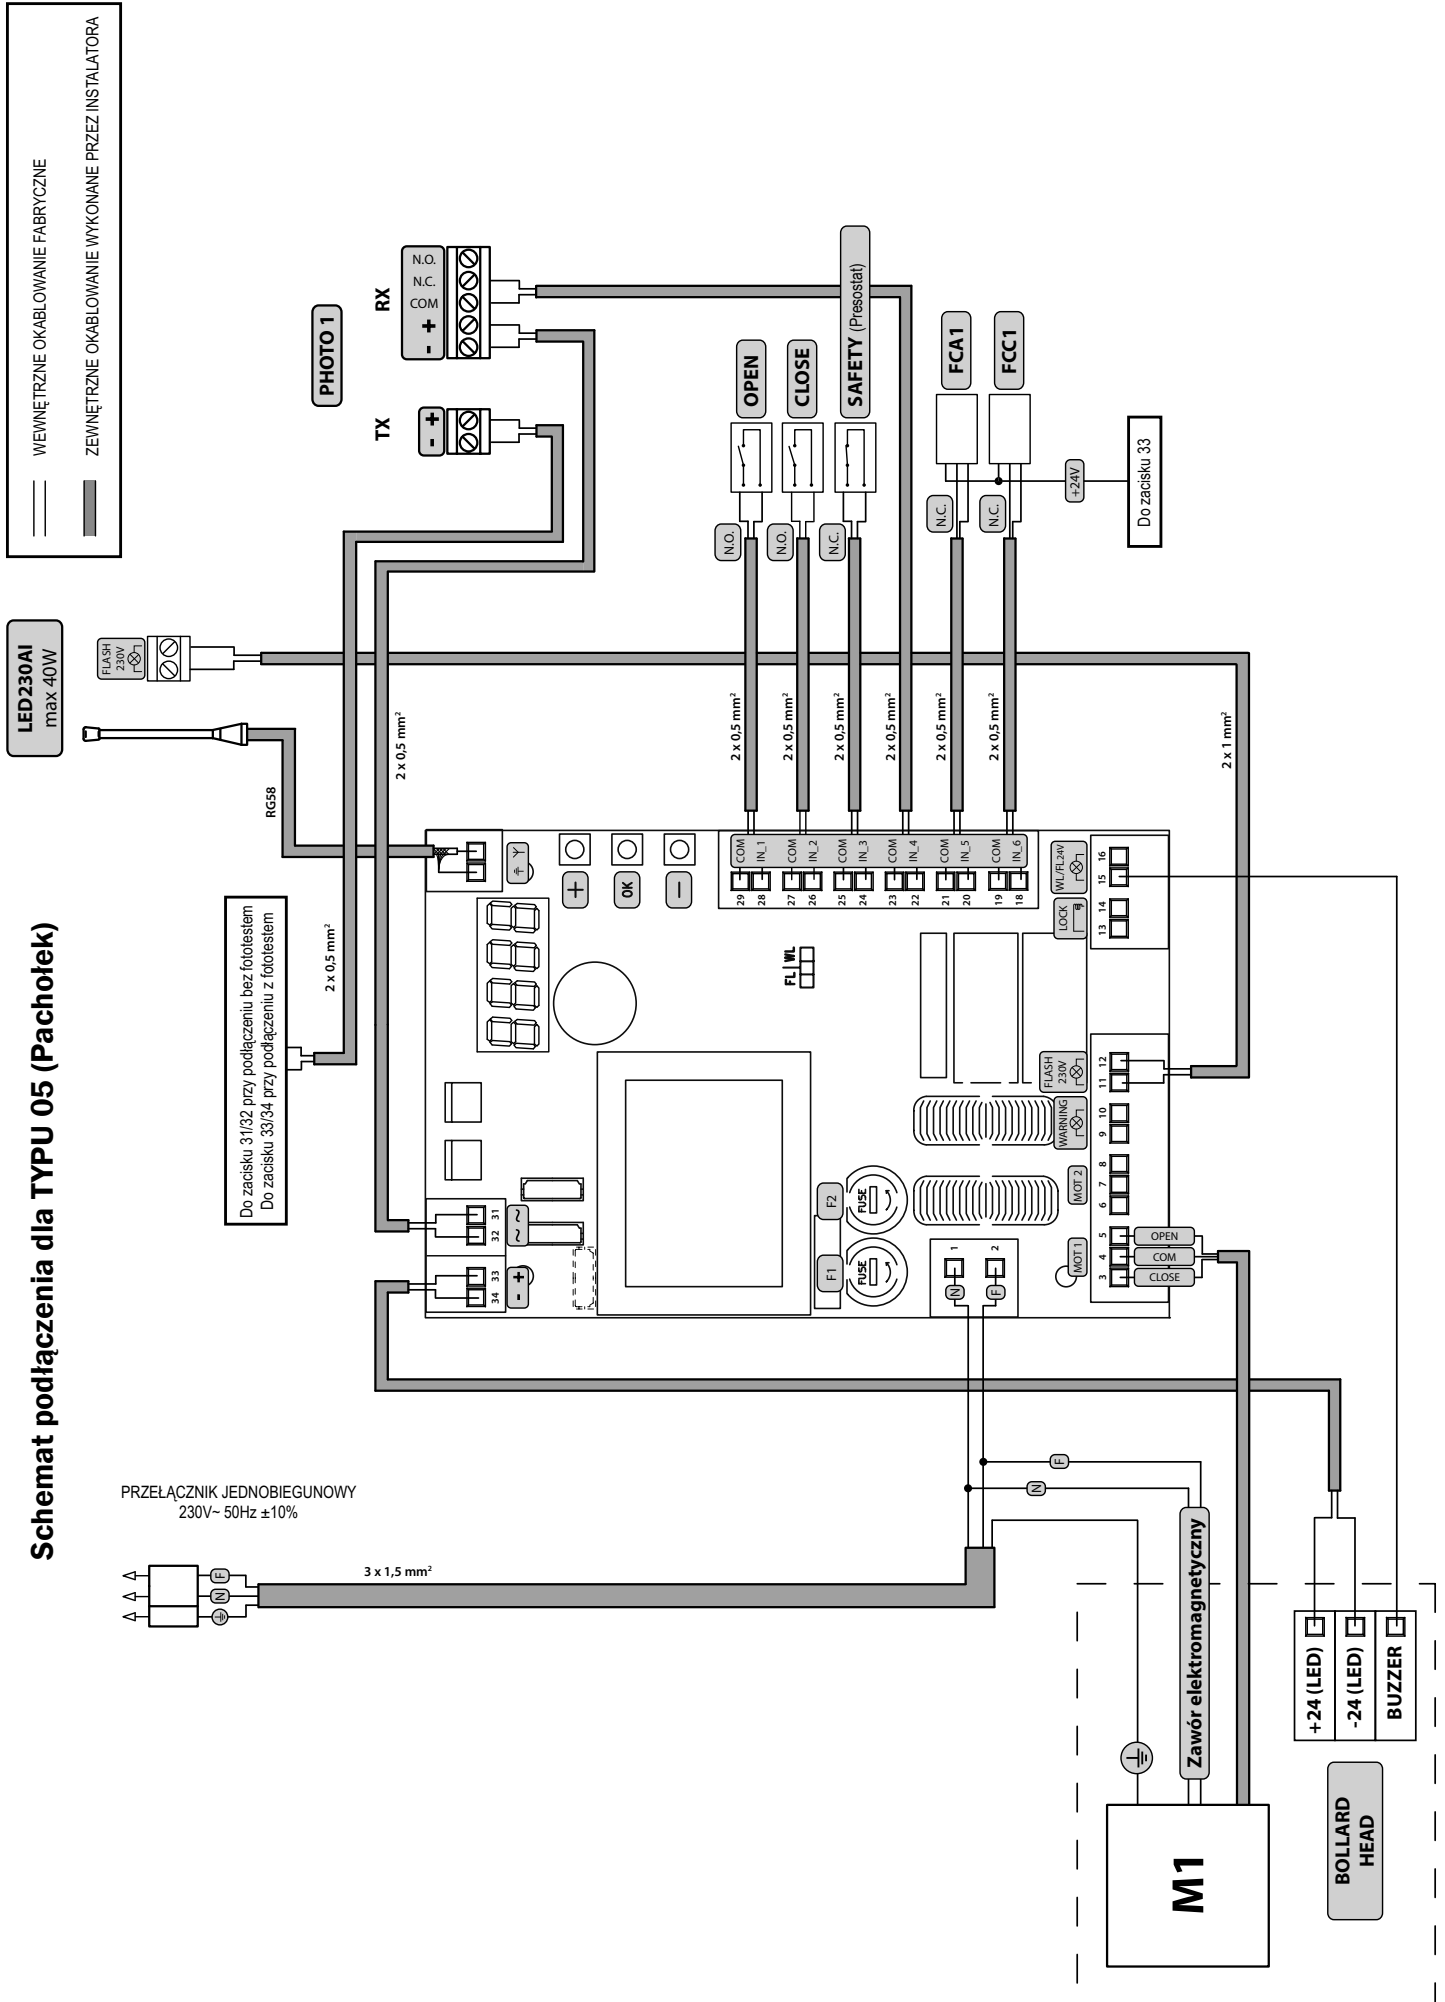 Schemat podłączenia dla TYPU 05 (Pachołek)
WEWNĘTRZNE OKABLOWANIE FABRYCZNE
ZEWNĘTRZNE OKABLOWANIE WYKONANE PRZEZ INSTALATORA
LED230AI
max 40W
FLASH
230V
RG58
PHOTO 1
TX
- +
RX
- +
COM
N.C.
N.O.
Do zacisku 31/32 przy podłączeniu bez fototestem
Do zacisku 33/34 przy podłączeniu z fototestem
2 x 0,5 mm²
2 x 0,5 mm²
PRZEŁĄCZNIK JEDNOBIEGUNOWY
230V~ 50Hz ±10%
F
N
3 x 1,5 mm²
34
33
32
31
- +
~ ~
+
OK
-
F1
F2
FUSE
FUSE
FL
WL
29
28
27
26
25
24
23
22
21
20
19
18
COM
IN_1
COM
IN_2
COM
IN_3
COM
IN_4
COM
IN_5
COM
IN_6
2 x 0,5 mm²
2 x 0,5 mm²
2 x 0,5 mm²
2 x 0,5 mm²
2 x 0,5 mm²
2 x 0,5 mm²
N.O.
OPEN
N.O.
CLOSE
N.C.
SAFETY (Presostat)
N.C.
FCA1
N.C.
FCC1
+24V
Do zacisku 33
N
F
1
2
MOT 1
MOT 2
WARNING
FLASH
230V
LOCK
WL/FL24V
3
4
5
6
7
8
9
10
11
12
13
14
15
16
CLOSE
COM
OPEN
2 x 1 mm²
N
F
Zawór elektromagnetyczny
M1
BOLLARD
HEAD
+24 (LED)
-24 (LED)
BUZZER